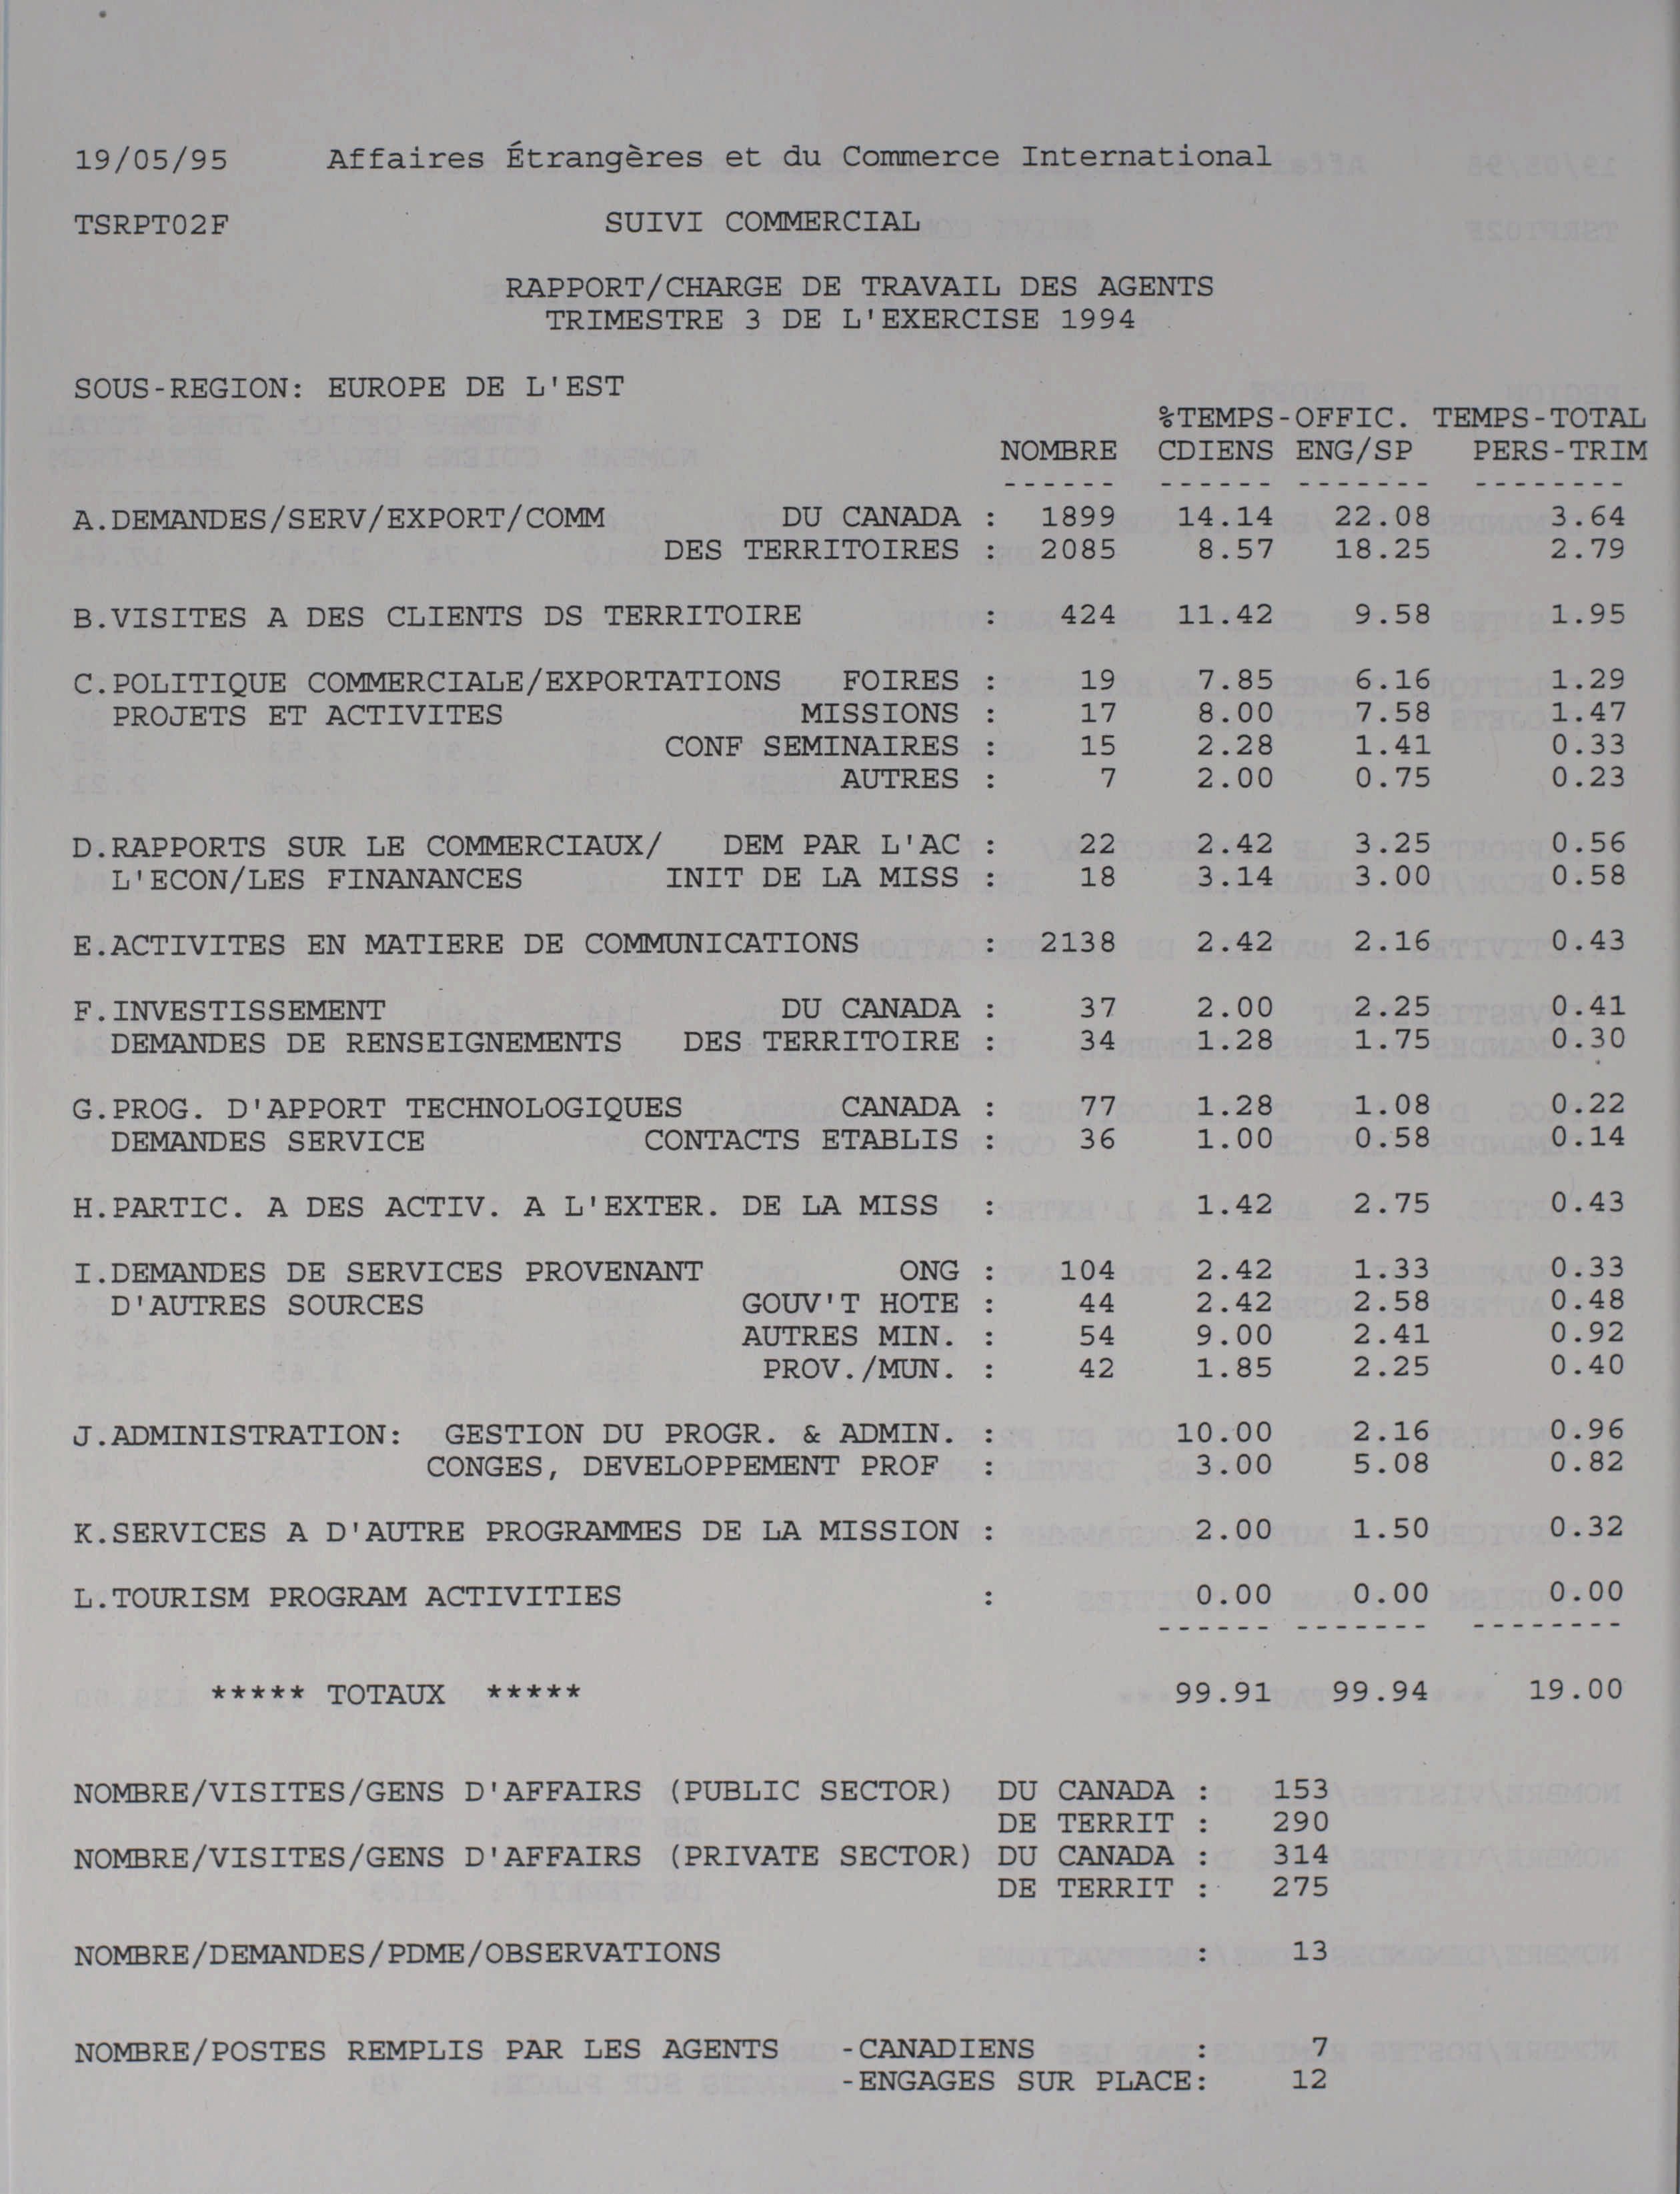 19/05/95 Affaires Étrangères et du Commerce International
TSRPT02F SUIVI COMMERCIAL
RAPPORT/CHARGE DE TRAVAIL DES AGENTS
TRIMESTRE 3 DE L'EXERCISE 1994
SOUS-REGION: EUROPE DE L'EST
%TEMPS-OFFIC. TEMPS-TOTAL
NOMBRE CDIENS ENG/SP PERS-TRIM
------ ------ ------- --------
A.DEMANDES/SERV/EXPORT/COMM DU CANADA : 1899 14.14 22.08 3.64
DES TERRITOIRES : 2085 8.57 18.25 2.79
B.VISITES A DES CLIENTS DS TERRITOIRE : 424 11.42 9.58 1.95
C.POLITIQUE COMMERCIALE/EXPORTATIONS FOIRES : 19 7.85 6.16 1.29
PROJETS ET ACTIVITES MISSIONS : 17 8.00 7.58 1.47
CONF SEMINAIRES : 15 2.28 1.41 0.33
AUTRES : 7 2.00 0.75 0.23
D.RAPPORTS SUR LE COMMERCIAUX/ DEM PAR L'AC : 22 2.42 3.25 0.56
L'ECON/LES FINANANCES INIT DE LA MISS : 18 3.14 3.00 0.58
E.ACTIVITES EN MATIERE DE COMMUNICATIONS : 2138 2.42 2.16 0.43
F.INVESTISSEMENT DU CANADA : 37 2.00 2.25 0.41
DEMANDES DE RENSEIGNEMENTS DES TERRITOIRE : 34 1.28 1.75 0.30
G.PROG. D'APPORT TECHNOLOGIQUES CANADA : 77 1.28 1.08 0.22
DEMANDES SERVICE CONTACTS ETABLIS : 36 1.00 0.58 0.14
H.PARTIC. A DES ACTIV. A L'EXTER. DE LA MISS : 1.42 2.75 0.43
I.DEMANDES DE SERVICES PROVENANT ONG : 104 2.42 1.33 0.33
D'AUTRES SOURCES GOUV'T HOTE : 44 2.42 2.58 0.48
AUTRES MIN. : 54 9.00 2.41 0.92
PROV./MUN. : 42 1.85 2.25 0.40
J.ADMINISTRATION: GESTION DU PROGR. & ADMIN. : 10.00 2.16 0.96
CONGES, DEVELOPPEMENT PROF : 3.00 5.08 0.82
K.SERVICES A D'AUTRE PROGRAMMES DE LA MISSION : 2.00 1.50 0.32
L.TOURISM PROGRAM ACTIVITIES : 0.00 0.00 0.00
------ ------- --------
***** TOTAUX ***** 99.91 99.94 19.00
NOMBRE/VISITES/GENS D'AFFAIRS (PUBLIC SECTOR) DU CANADA : 153
DE TERRIT : 290
NOMBRE/VISITES/GENS D'AFFAIRS (PRIVATE SECTOR) DU CANADA : 314
DE TERRIT : 275
NOMBRE/DEMANDES/PDME/OBSERVATIONS : 13
NOMBRE/POSTES REMPLIS PAR LES AGENTS -CANADIENS : 7
-ENGAGES SUR PLACE: 12